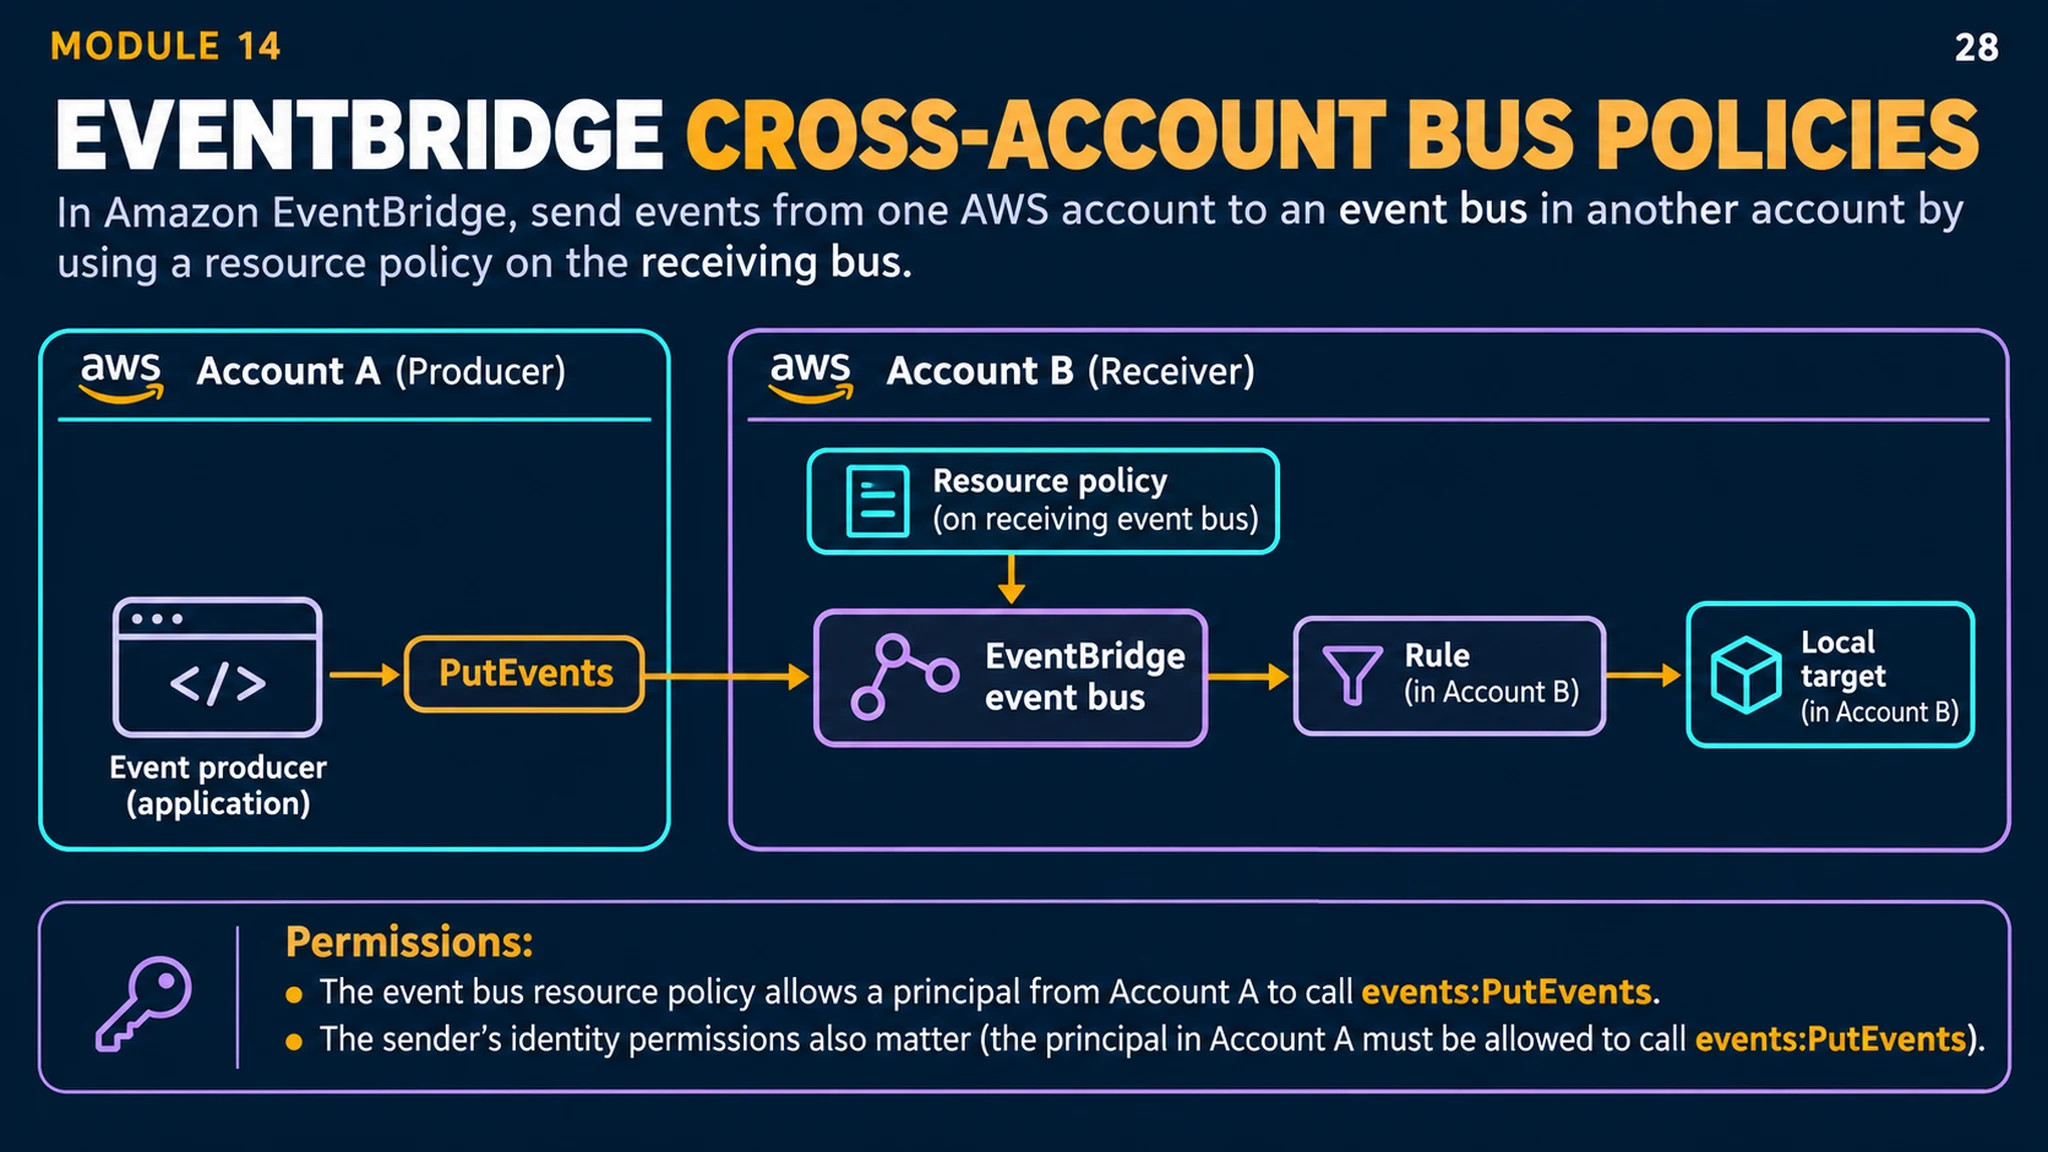 MODULE 14
28
EVENTBRIDGE CROSS-ACCOUNT BUS POLICIES
In Amazon EventBridge, send events from one AWS account to an event bus in another account by
using a resource policy on the receiving bus.
aws Account A (Producer)
</>
Event producer
(application)
PutEvents
aws Account B (Receiver)
Resource policy
(on receiving event bus)
EventBridge
event bus
Rule
(in Account B)
Local
target
(in Account B)
Permissions:
• The event bus resource policy allows a principal from Account A to call events:PutEvents.
• The sender’s identity permissions also matter (the principal in Account A must be allowed to call events:PutEvents).